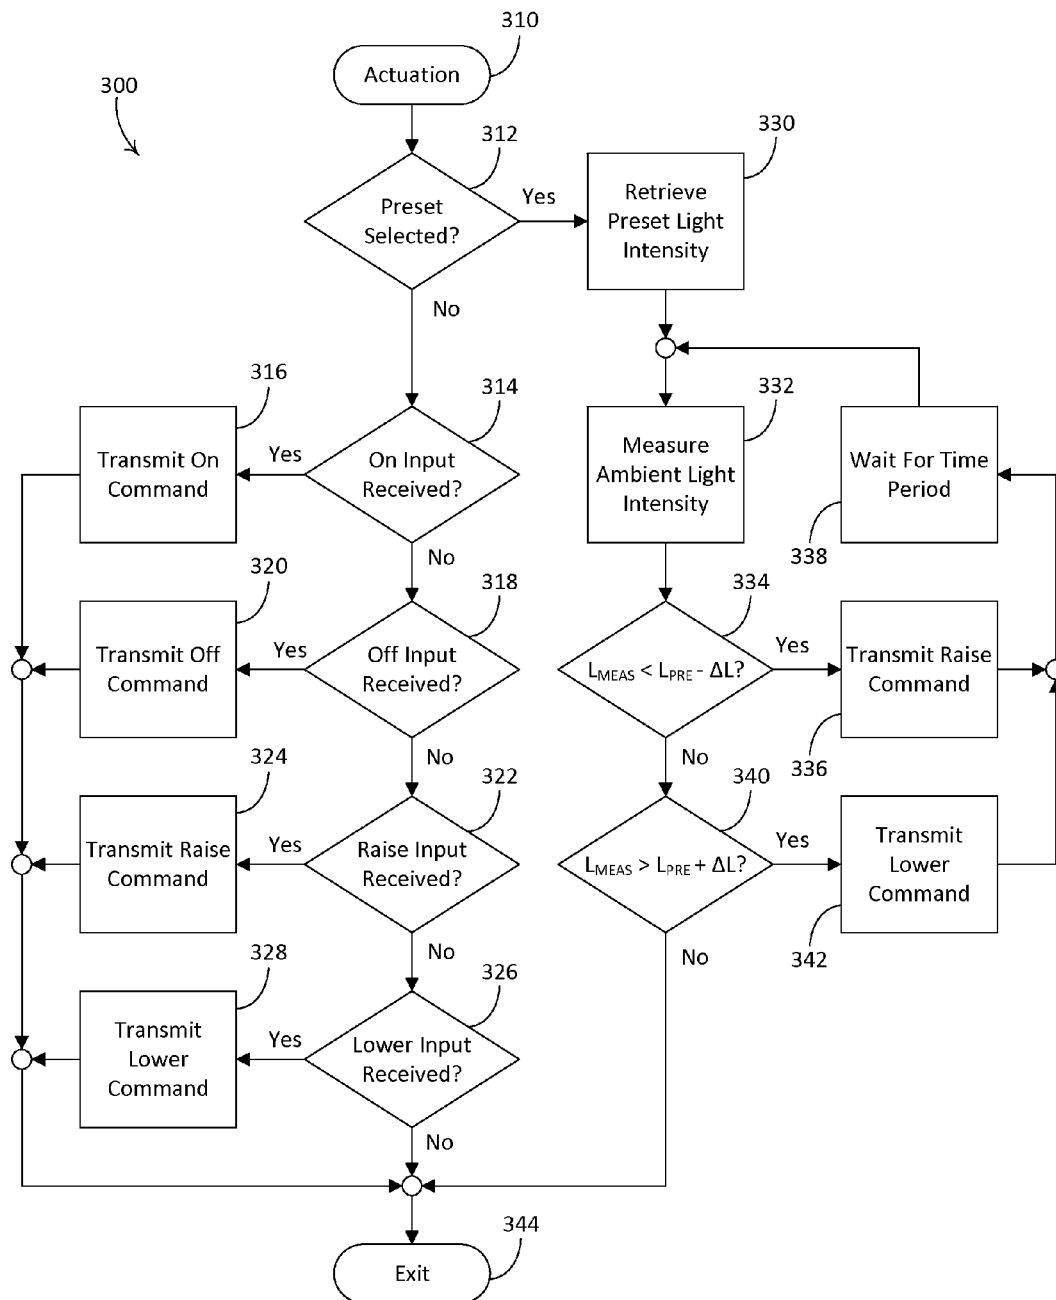 310
Actuation
300
312
330
Preset
Selected?
Yes
Retrieve
Preset Light
Intensity
No
316
314
332
Transmit On
Command
Yes
On Input
Received?
Measure
Ambient Light
Intensity
Wait For Time
Period
338
No
320
318
334
Transmit Off
Command
Yes
Off Input
Received?
LMEAS < LPRE - ΔL?
Yes
Transmit Raise
Command
336
No
No
324
322
340
Transmit Raise
Command
Yes
Raise Input
Received?
LMEAS > LPRE + ΔL?
Yes
Transmit
Lower
Command
342
No
No
328
326
Transmit
Lower
Command
Yes
Lower Input
Received?
No
344
Exit